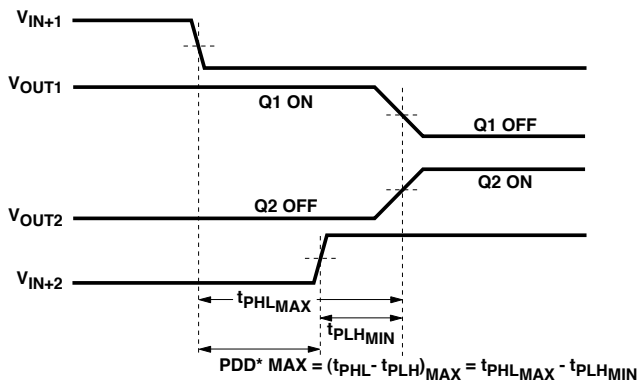 VIN+1
VOUT1
Q1 ON
Q1 OFF
Q2 ON
Q2 OFF
VOUT2
VIN+2
tPHLMAX
tPLHMIN
PDD* MAX = (tPHL- tPLH)MAX = tPHLMAX - tPLHMIN